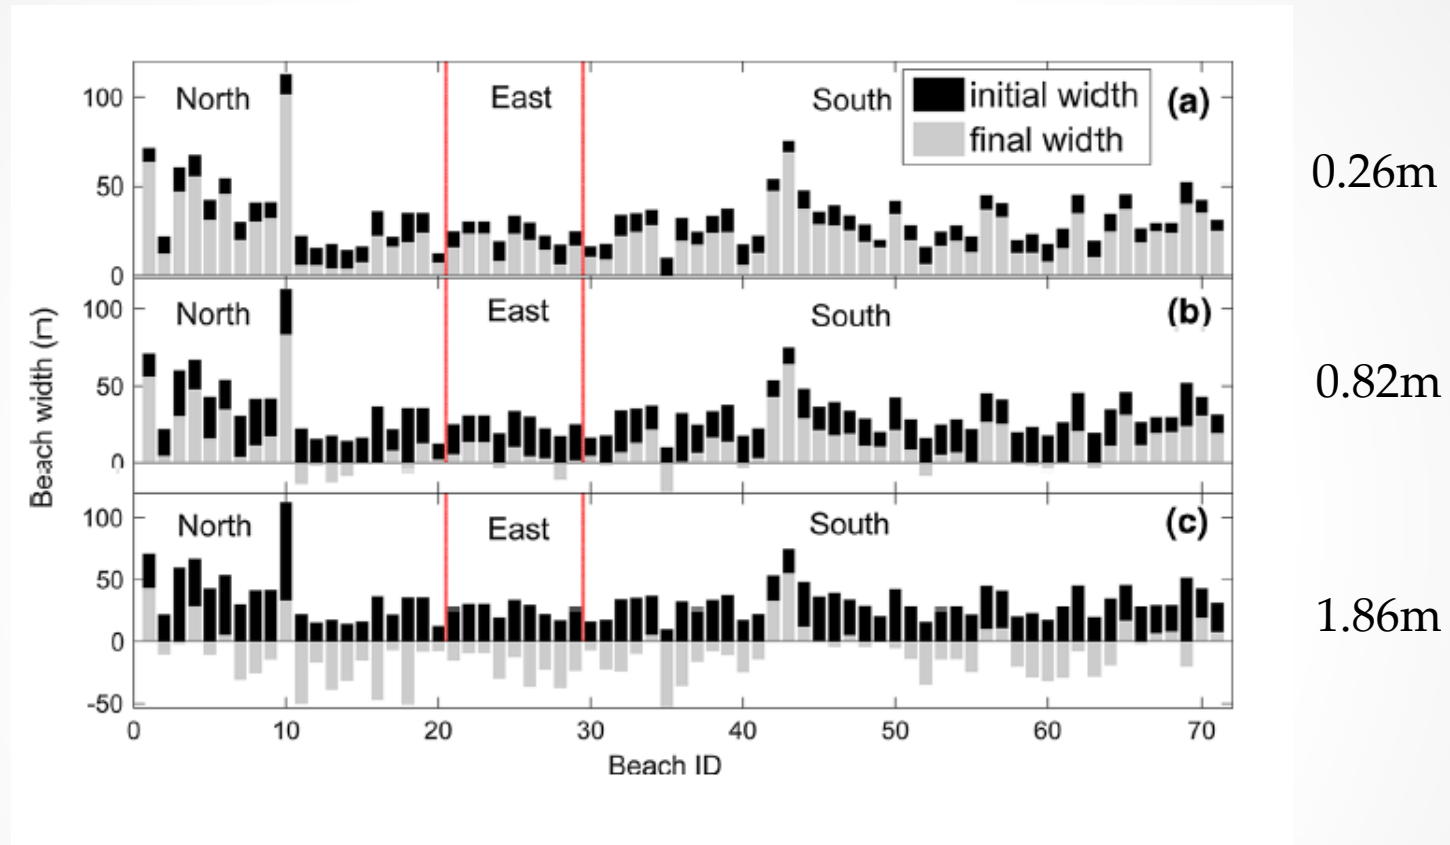 North East South initial width (a)
final width
100
50
0
0.26m
North East South (b)
100
50
0
0.82m
North East South (c)
100
50
0
-50
1.86m
Beach width (m)
0 10 20 30 40 50 60 70
Beach ID